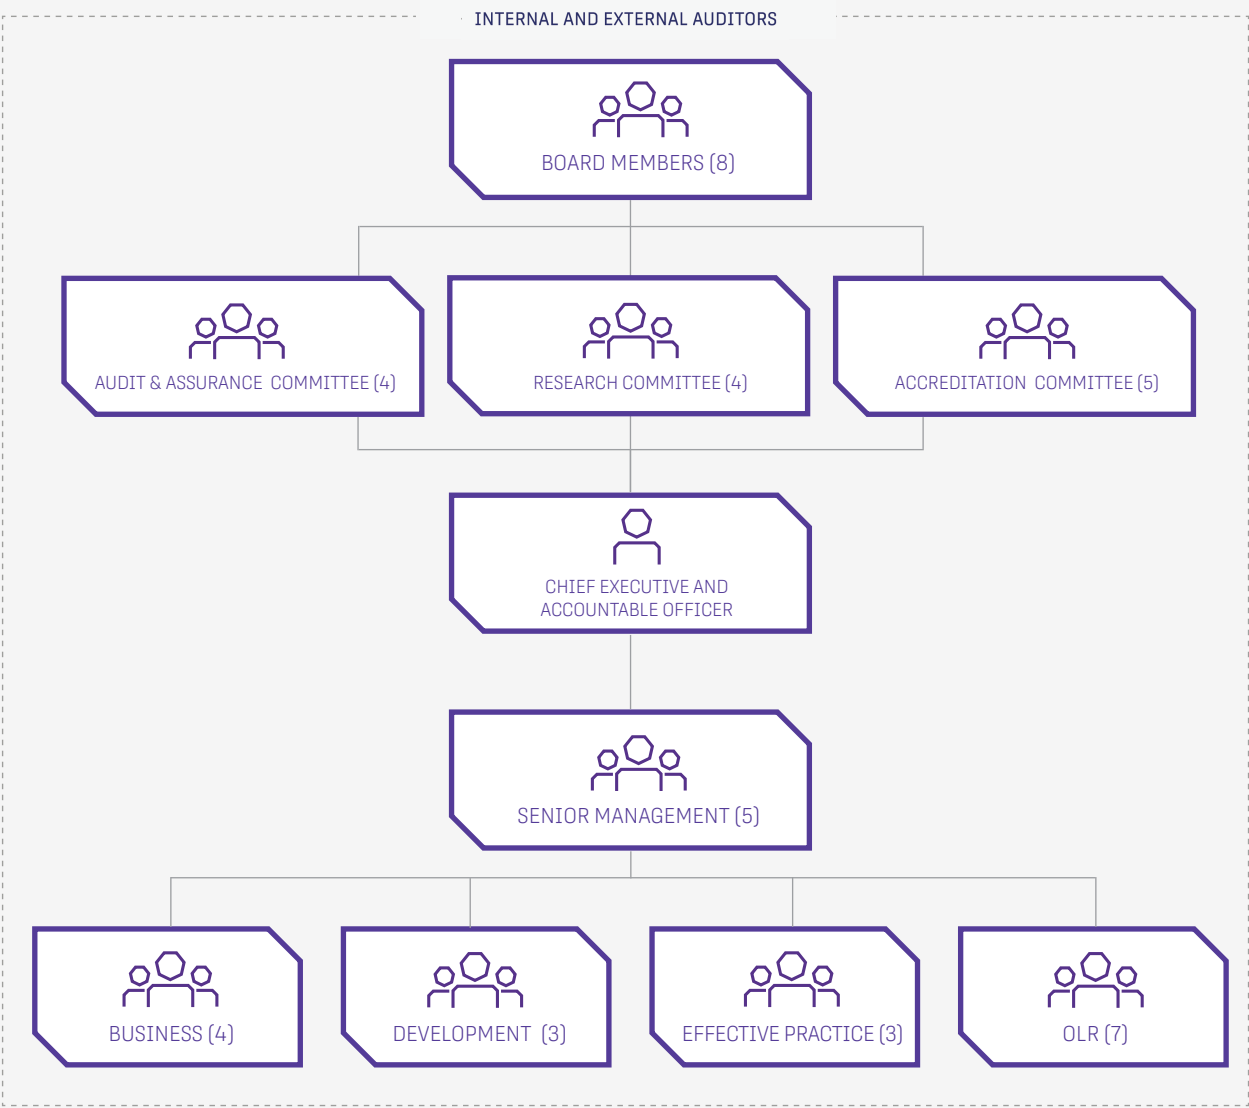 INTERNAL AND EXTERNAL AUDITORS
BOARD MEMBERS (8)
AUDIT & ASSURANCE COMMITTEE (4)
RESEARCH COMMITTEE (4)
ACCREDITATION COMMITTEE (5)
CHIEF EXECUTIVE AND
ACCOUNTABLE OFFICER
SENIOR MANAGEMENT (5)
BUSINESS (4)
DEVELOPMENT (3)
EFFECTIVE PRACTICE (3)
OLR (7)